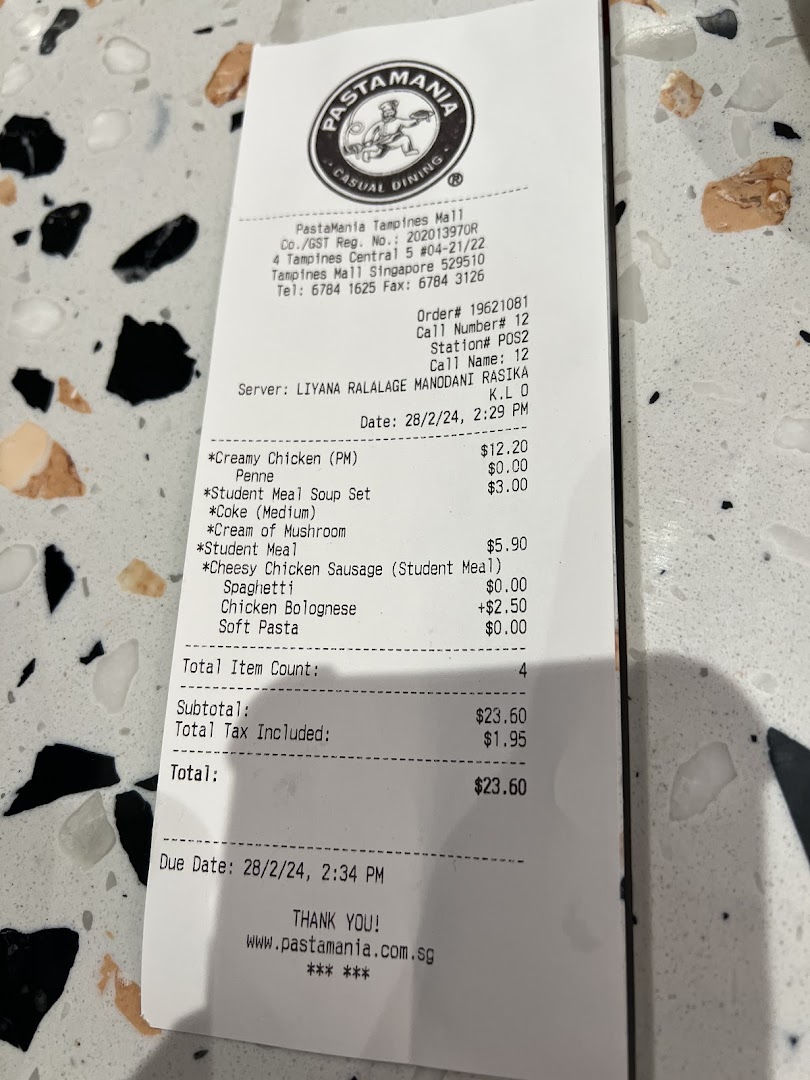 PASTAMANIA
CASUAL DINING
®
PastaMania Tampines Mall
Co./GST Reg. No.: 202013970R
4 Tampines Central 5 #04-21/22
Tampines Mall Singapore 529510
Tel: 6784 1625 Fax: 6784 3126
Order# 19621081
Call Number# 12
Station# POS2
Call Name: 12
Server: LIYANA RALALAGE MANODANI RASIKA
K.L O
Date: 28/2/24, 2:29 PM
*Creamy Chicken (PM) $12.20
Penne $0.00
*Student Meal Soup Set $3.00
*Coke (Medium)
*Cream of Mushroom
*Student Meal $5.90
*Cheesy Chicken Sausage (Student Meal)
Spaghetti $0.00
Chicken Bolognese +$2.50
Soft Pasta $0.00
Total Item Count: 4
Subtotal: $23.60
Total Tax Included: $1.95
Total: $23.60
Due Date: 28/2/24, 2:34 PM
THANK YOU!
www.pastamania.com.sg
*** ***